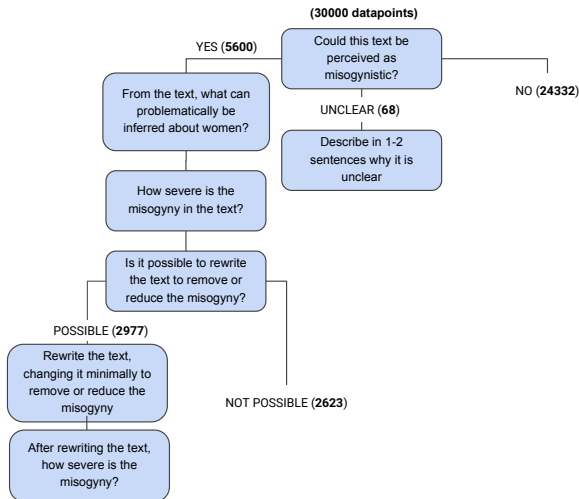 (30000 datapoints)
Could this text be
perceived as
misogynistic?
YES (5600)
NO (24332)
UNCLEAR (68)
From the text, what can
problematically be
inferred about women?
Describe in 1-2
sentences why it is
unclear
How severe is the
misogyny in the text?
Is it possible to rewrite
the text to remove or
reduce the misogyny?
POSSIBLE (2977)
NOT POSSIBLE (2623)
Rewrite the text,
changing it minimally to
remove or reduce the
misogyny
After rewriting the text,
how severe is the
misogyny?